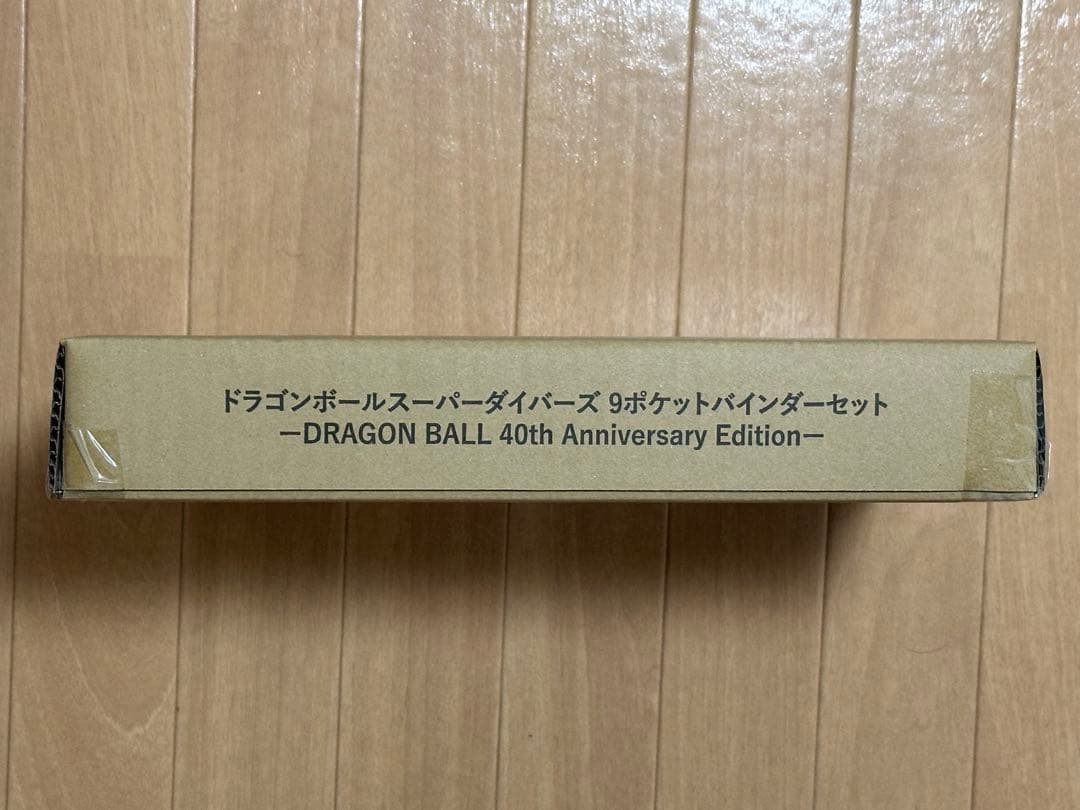 ドラゴンボールスーパーダイバーズ 9ポケットバインダーセット
ーDRAGON BALL 40th Anniversary Editionー